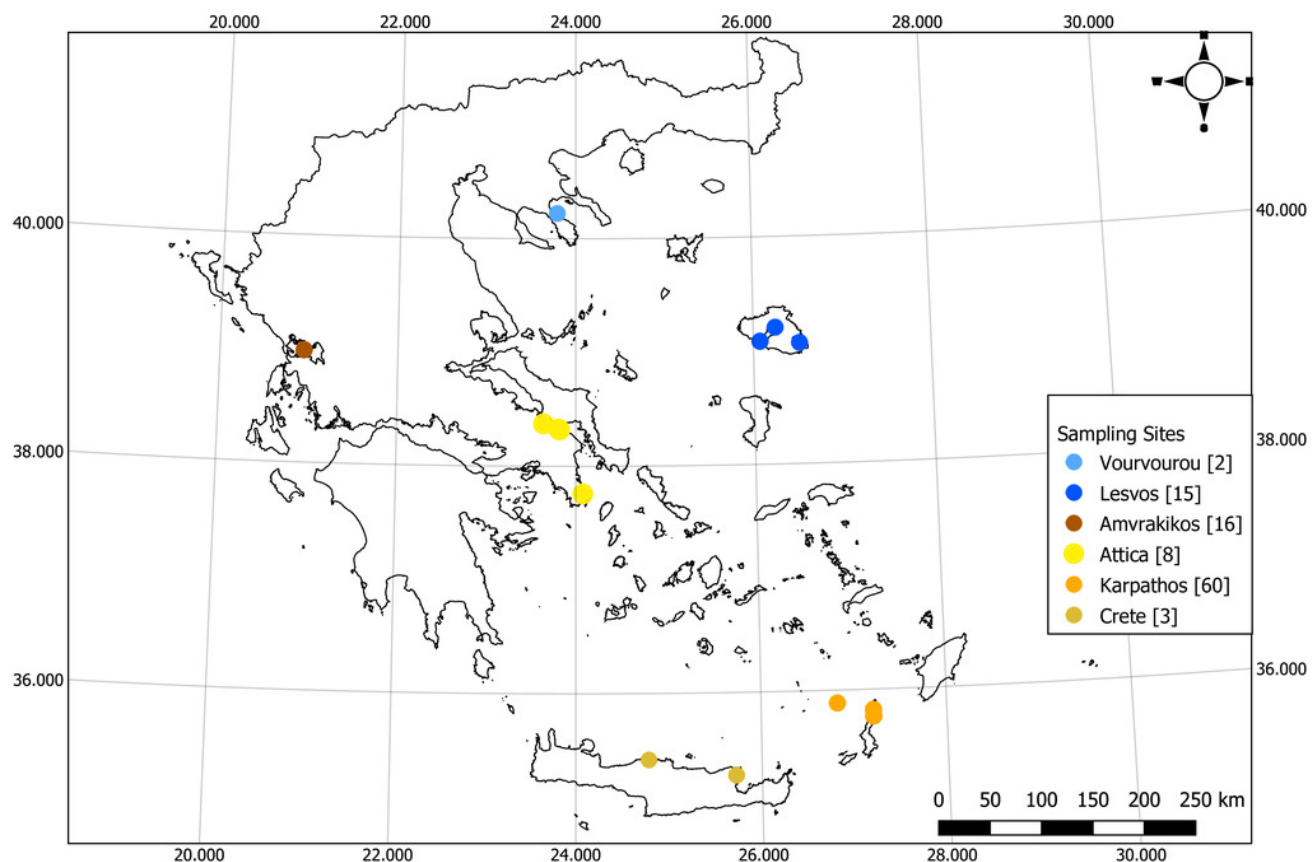 20.000 22.000 24.000 26.000 28.000 30.000
40.000 40.000
38.000 38.000
Sampling Sites
Vourvourou [2]
Lesvos [15]
Amvrakikos [16]
Attica [8]
Karpathos [60]
Crete [3]
36.000 36.000
0 50 100 150 200 250 km
20.000 22.000 24.000 26.000 28.000 30.000